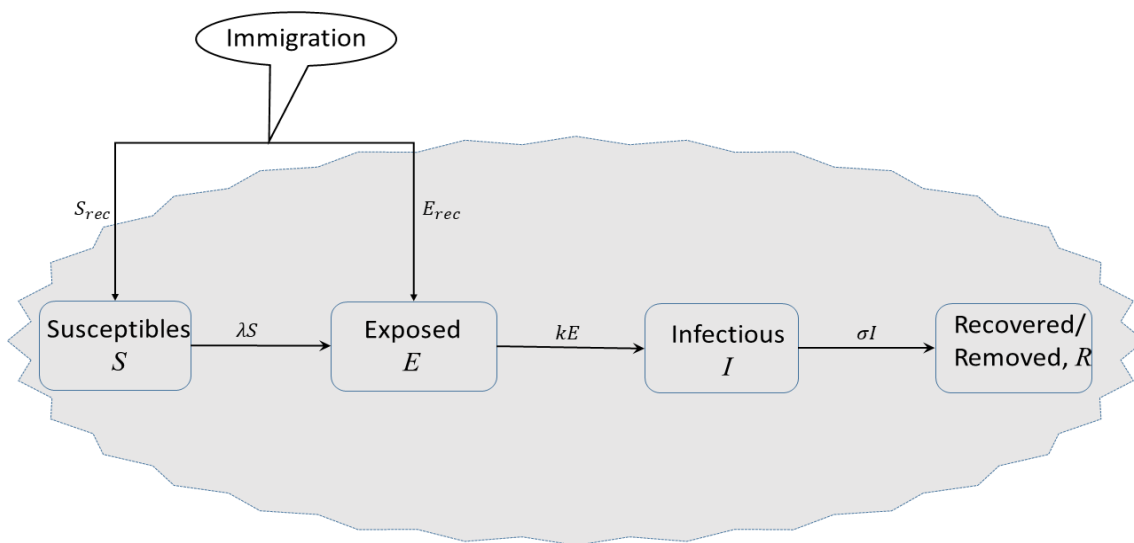 Immigration
S_rec
E_rec
Susceptibles
S
λS
Exposed
E
kE
Infectious
I
σI
Recovered/
Removed, R